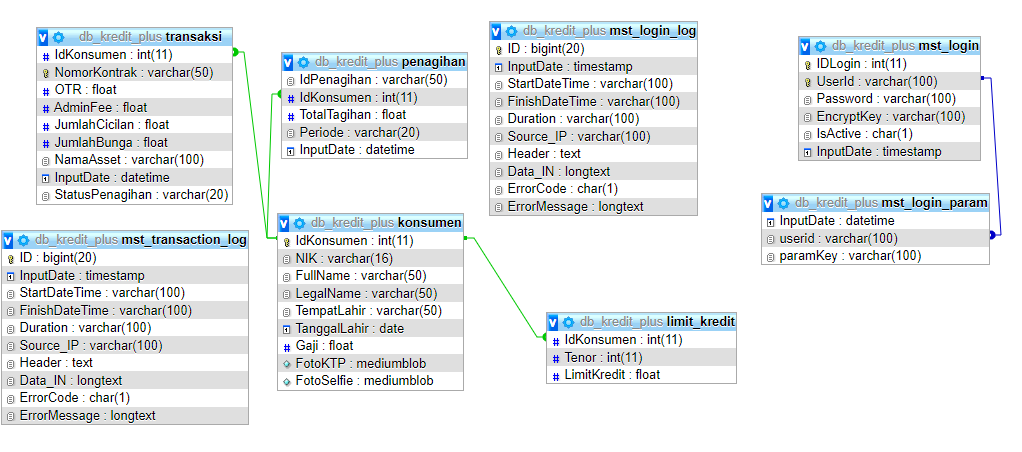 db_kredit_plus transaksi
IdKonsumen : int(11)
NomorKontrak : varchar(50)
OTR : float
AdminFee : float
JumlahCicilan : float
JumlahBunga : float
NamaAsset : varchar(100)
InputDate : datetime
StatusPenagihan : varchar(20)
db_kredit_plus penagihan
IdPenagihan : varchar(50)
IdKonsumen : int(11)
TotalTagihan : float
Periode : varchar(20)
InputDate : datetime
db_kredit_plus mst_login_log
ID : bigint(20)
InputDate : timestamp
StartDateTime : varchar(100)
FinishDateTime : varchar(100)
Duration : varchar(100)
Source_IP : varchar(100)
Header : text
Data_IN : longtext
ErrorCode : char(1)
ErrorMessage : longtext
db_kredit_plus mst_login
IDLogin : int(11)
UserId : varchar(100)
Password : varchar(100)
EncryptKey : varchar(100)
IsActive : char(1)
InputDate : timestamp
db_kredit_plus mst_login_param
InputDate : datetime
userid : varchar(100)
paramKey : varchar(100)
db_kredit_plus mst_transaction_log
ID : bigint(20)
InputDate : timestamp
StartDateTime : varchar(100)
FinishDateTime : varchar(100)
Duration : varchar(100)
Source_IP : varchar(100)
Header : text
Data_IN : longtext
ErrorCode : char(1)
ErrorMessage : longtext
db_kredit_plus konsumen
IdKonsumen : int(11)
NIK : varchar(16)
FullName : varchar(50)
LegalName : varchar(50)
TempatLahir : varchar(50)
TanggalLahir : date
Gaji : float
FotoKTP : mediumblob
FotoSelfie : mediumblob
db_kredit_plus limit_kredit
IdKonsumen : int(11)
Tenor : int(11)
LimitKredit : float